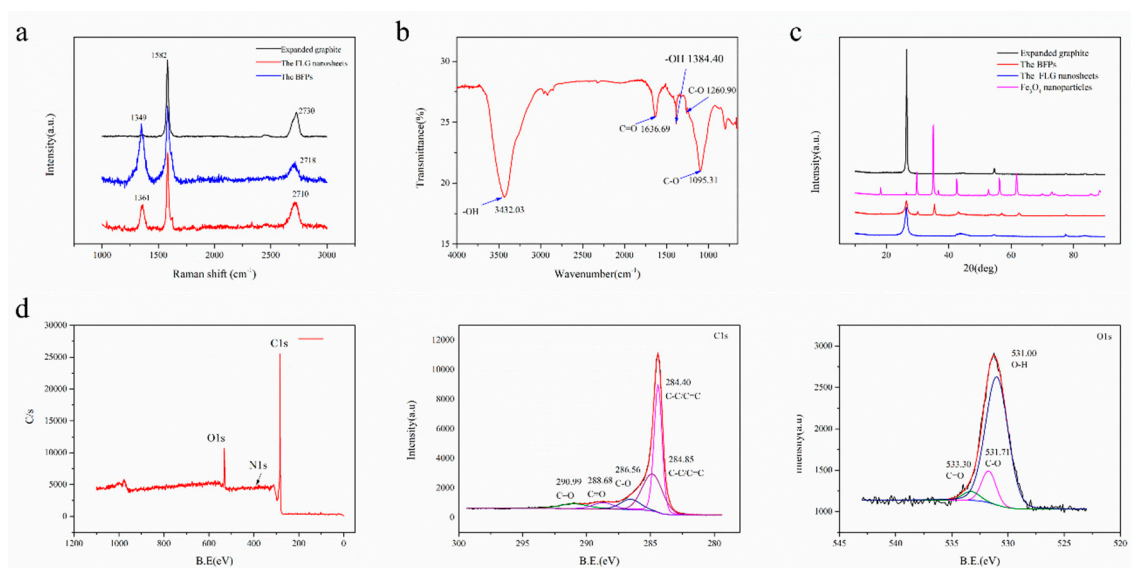 a
Intensity(a.u.)
1582
Expanded graphite
The FLG nanosheets
The BFPs
2730
1349
2718
1361
2710
1000 1500 2000 2500 3000
Raman shift (cm⁻¹)
b
Transmittance(%)
30
25
20
15
-OH 1384.40
C-O 1260.90
C=O 1636.69
C-O
1095.31
-OH
3432.03
4000 3500 3000 2500 2000 1500 1000
Wavenumber(cm⁻¹)
c
Intensity(a.u.)
Expanded graphite
The BFPs
The FLG nanosheets
Fe₃O₄ nanoparticles
20 40 60 80
2θ(deg)
d
C/s
30000
25000
20000
15000
10000
5000
0
C1s
O1s
N1s
1200 1000 800 600 400 200 0
B.E(eV)
Intensity(a.u)
12000
10000
8000
6000
4000
2000
0
C1s
284.40
C-C/C=C
284.85
C-C/C=C
286.56
C-O
288.68
C=O
290.99
C=O
300 295 290 285 280
B.E.(eV)
Intensity(a.u)
3000
2500
2000
1500
1000
O1s
531.00
O-H
533.30
C=O
531.71
C-O
545 540 535 530 525 520
B.E.(eV)